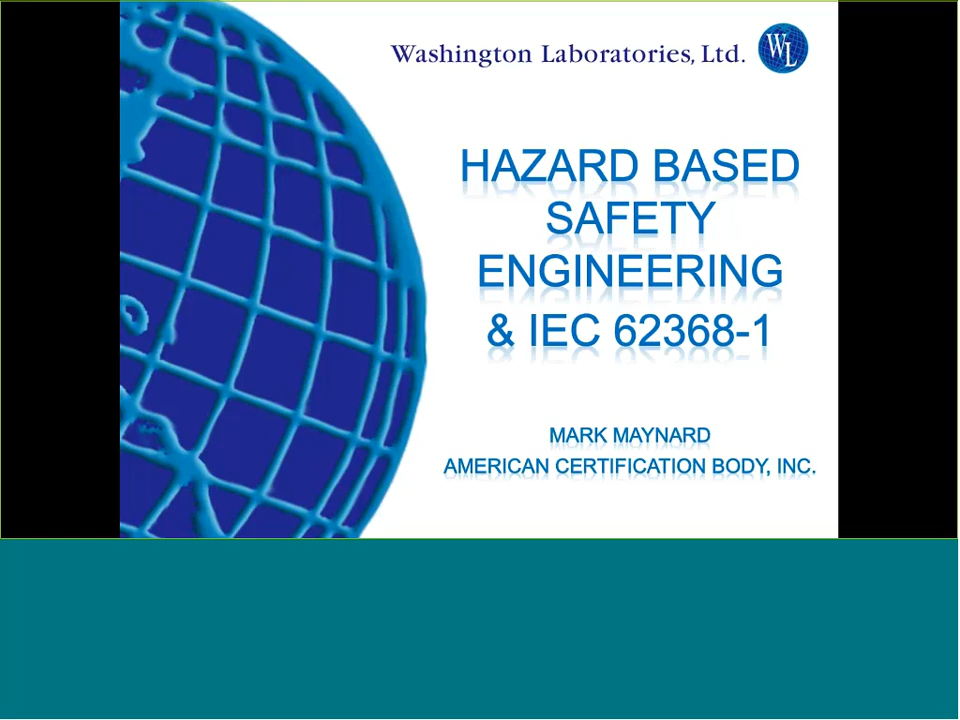 Washington Laboratories, Ltd.
WL
HAZARD BASED
SAFETY
ENGINEERING
& IEC 62368-1
MARK MAYNARD
AMERICAN CERTIFICATION BODY, INC.